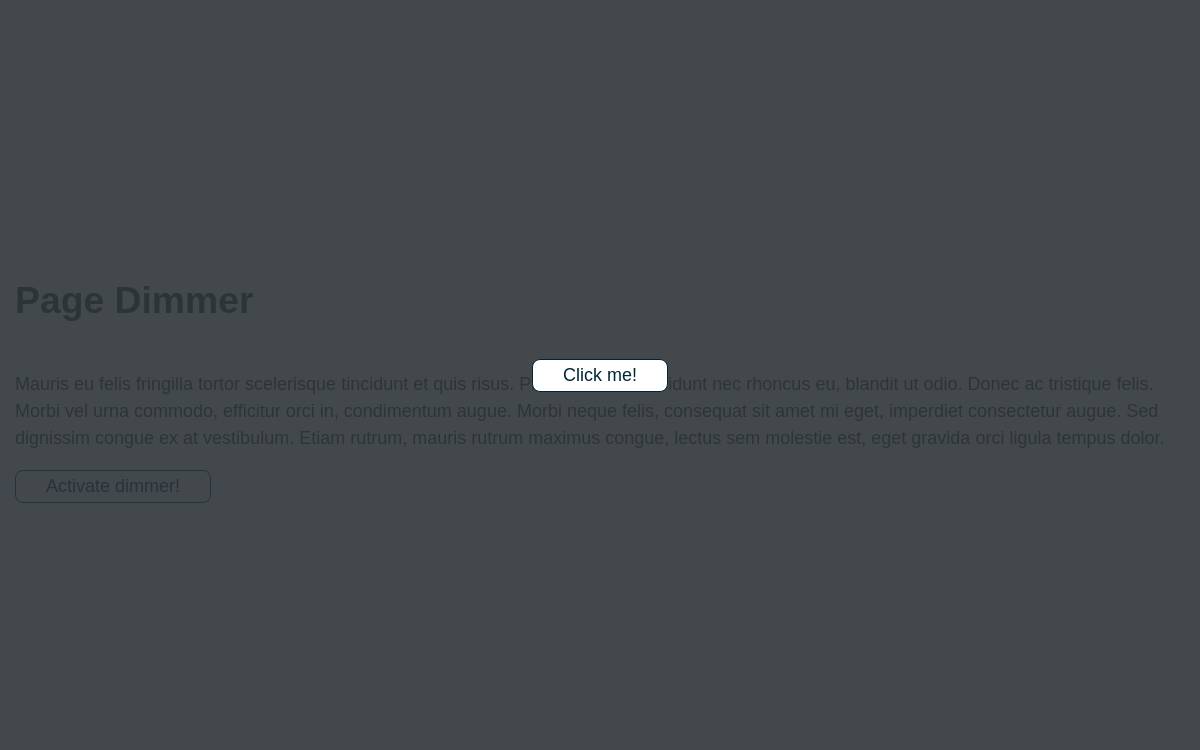 Page Dimmer
Click me!
Mauris eu felis fringilla tortor scelerisque tincidunt et quis risus. P dunt nec rhoncus eu, blandit ut odio. Donec ac tristique felis.
Morbi vel urna commodo, efficitur orci in, condimentum augue. Morbi neque felis, consequat sit amet mi eget, imperdiet consectetur augue. Sed
dignissim congue ex at vestibulum. Etiam rutrum, mauris rutrum maximus congue, lectus sem molestie est, eget gravida orci ligula tempus dolor.
Activate dimmer!